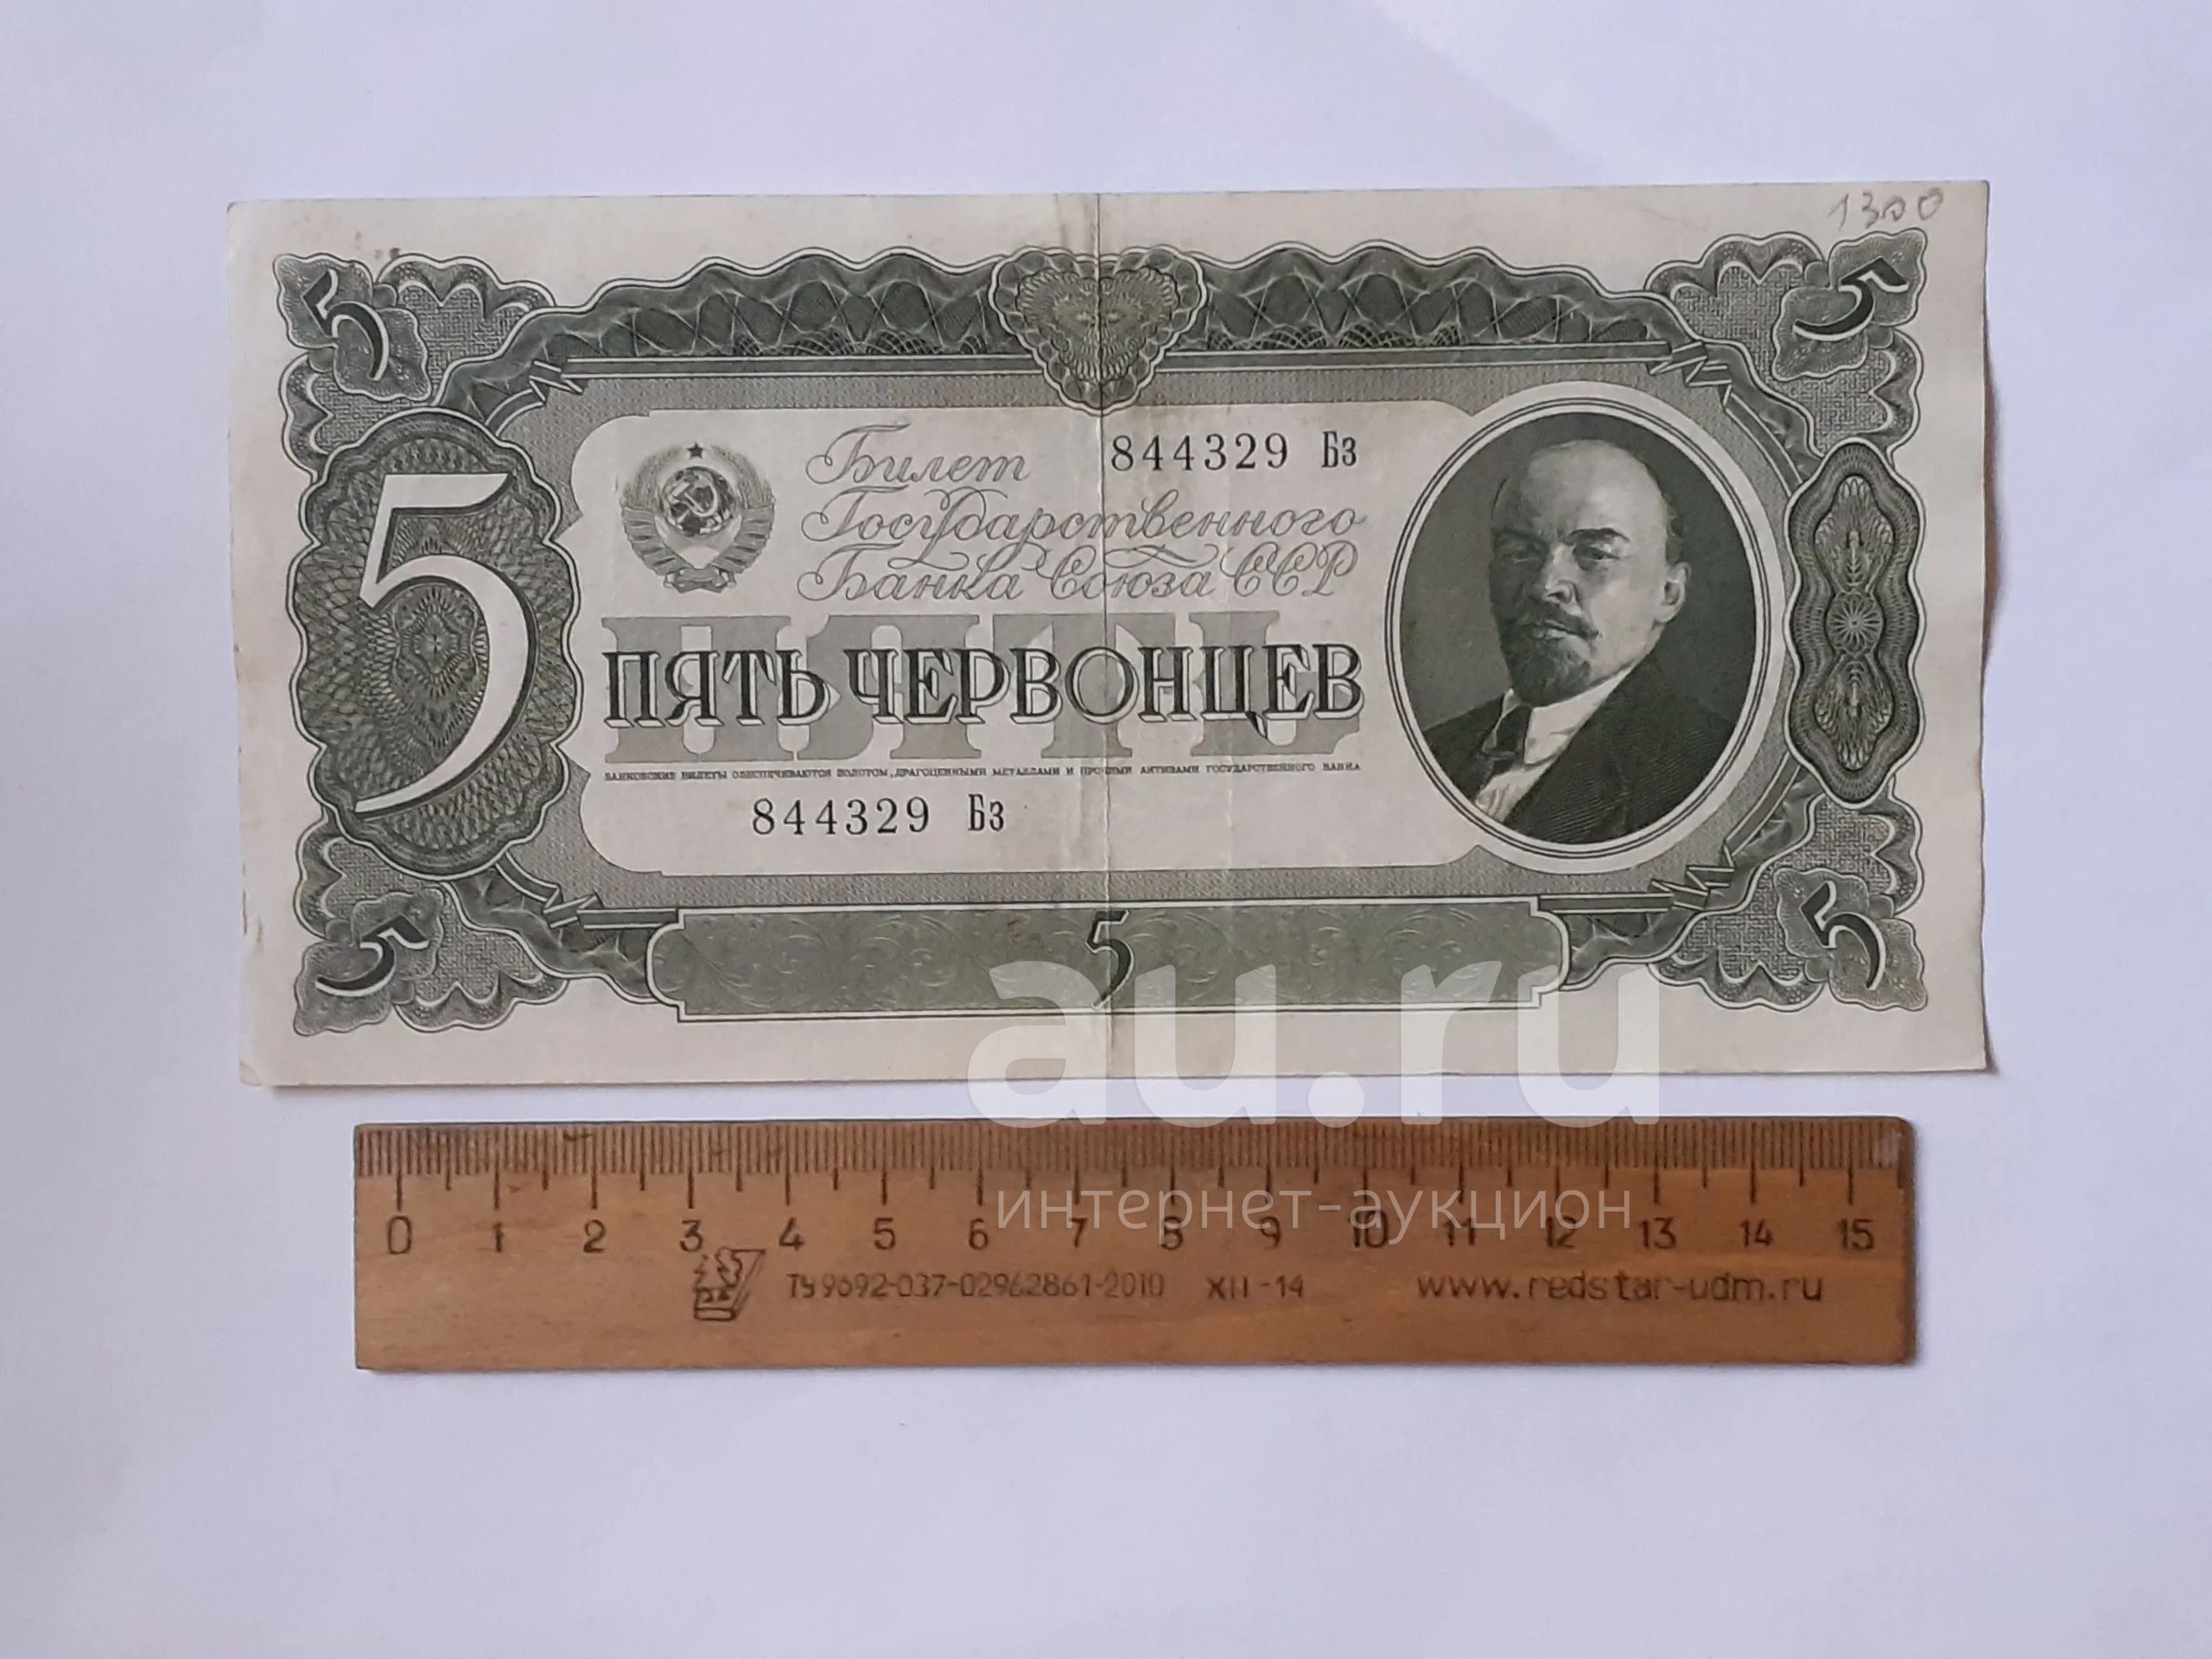 1300
5 5
Билет 844329 Бз
Государственного
Банка Союза ССР
5
ПЯТЬ
ПЯТЬ ЧЕРВОНЦЕВ
БАНКОВСКИЕ БИЛЕТЫ ОБЕСПЕЧИВАЮТСЯ ЗОЛОТОМ, ДРАГОЦЕННЫМИ МЕТАЛЛАМИ И ПРОЧИМИ АКТИВАМИ ГОСУДАРСТВЕННОГО БАНКА
844329 Бз
5 5 5
au.ru
интернет-аукцион
0 1 2 3 4 5 6 7 8 9 10 11 12 13 14 15
ТУ 9692-037-02962861-2010 XII-14 www.redstar-udm.ru